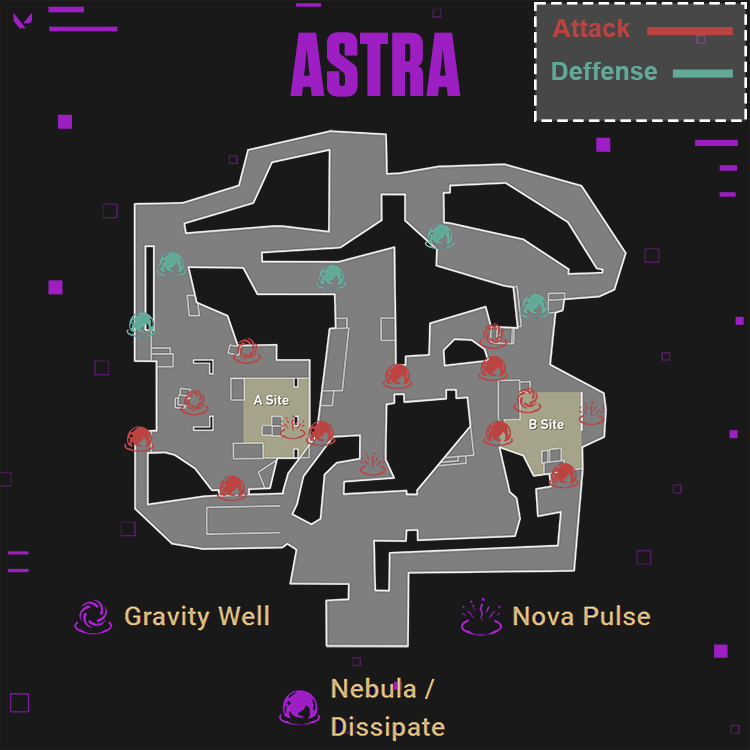 ASTRA
Attack
Deffense
A Site
B Site
Gravity Well
Nova Pulse
Nebula /
Dissipate